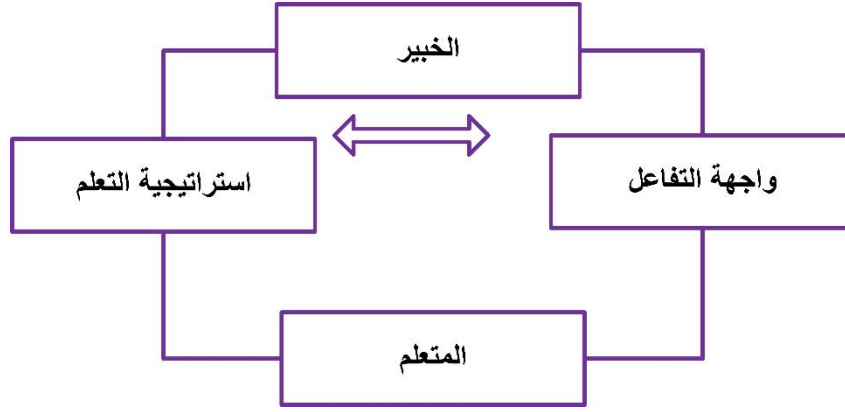 الخبير
واجهة التفاعل
استراتيجية التعلم
المتعلم